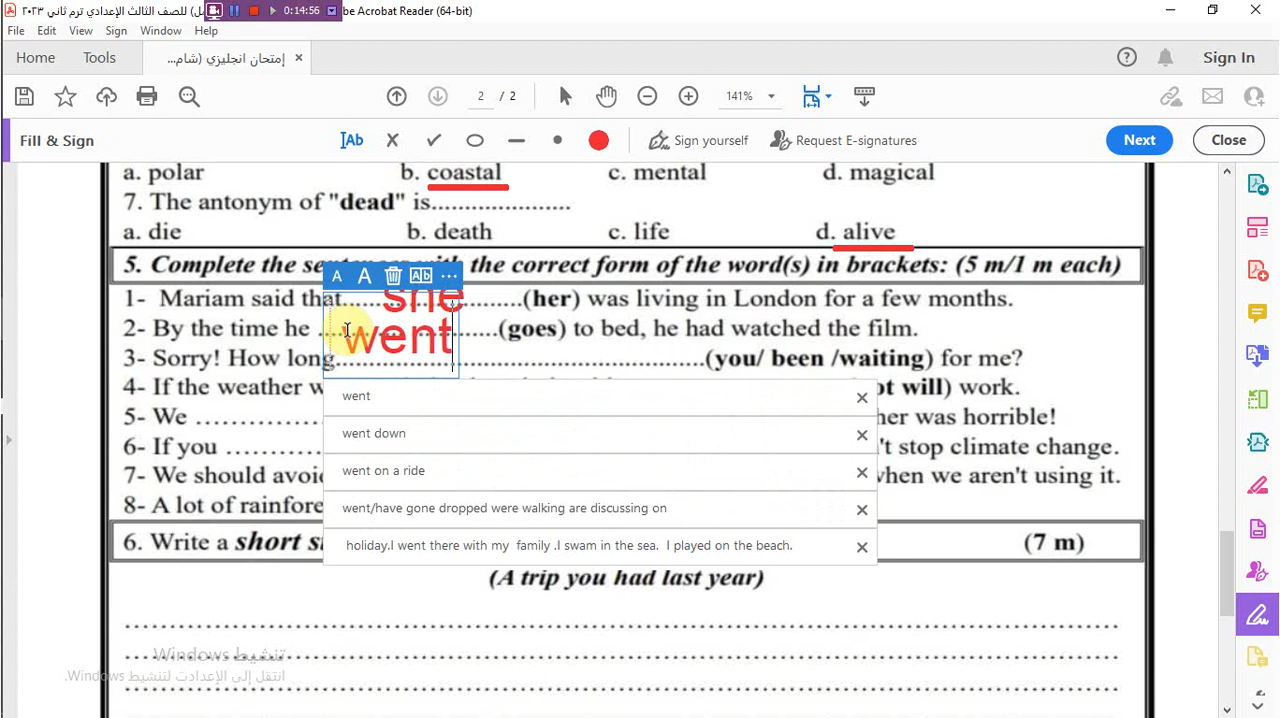 لـ) للصف الثالث الإعدادي ترم ثاني ٢٠٢٣ 0:14:56 be Acrobat Reader (64-bit)
File Edit View Sign Window Help
Home Tools إمتحان انجليزي (شام... × Sign In
2 / 2 141%
Fill & Sign Ab Sign yourself Request E-signatures Next Close
a. polar b. coastal c. mental d. magical
7. The antonym of "dead" is.....................
a. die b. death c. life d. alive
5. Complete the se with the correct form of the word(s) in brackets: (5 m/1 m each)
A A Ab ...
1- Mariam said that...... she ..........(her) was living in London for a few months.
2- By the time he .... went ........(goes) to bed, he had watched the film.
3- Sorry! How long..................................................(you/ been /waiting) for me?
4- If the weather w ot will) work.
5- We ................ her was horrible!
6- If you ............ 't stop climate change.
7- We should avoi when we aren't using it.
8- A lot of rainfore
went
went down
went on a ride
went/have gone dropped were walking are discussing on
holiday.I went there with my family .I swam in the sea. I played on the beach.
6. Write a short s (7 m)
(A trip you had last year)
تنشيط Windows
انتقل إلى الإعدادات لتنشيط Windows.